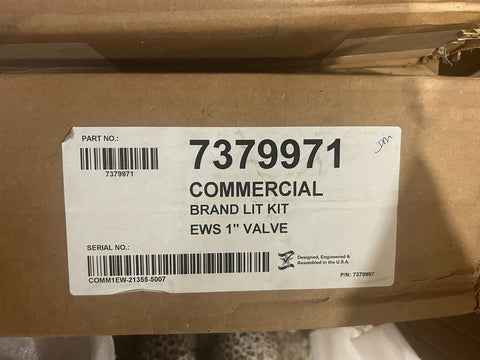 PART NO.:
7379971
7379971
COMMERCIAL
BRAND LIT KIT
EWS 1" VALVE
SERIAL NO.:
COMM1EW-21355-5007
Designed, Engineered &
Assembled in the U.S.A.
P/N: 7379997